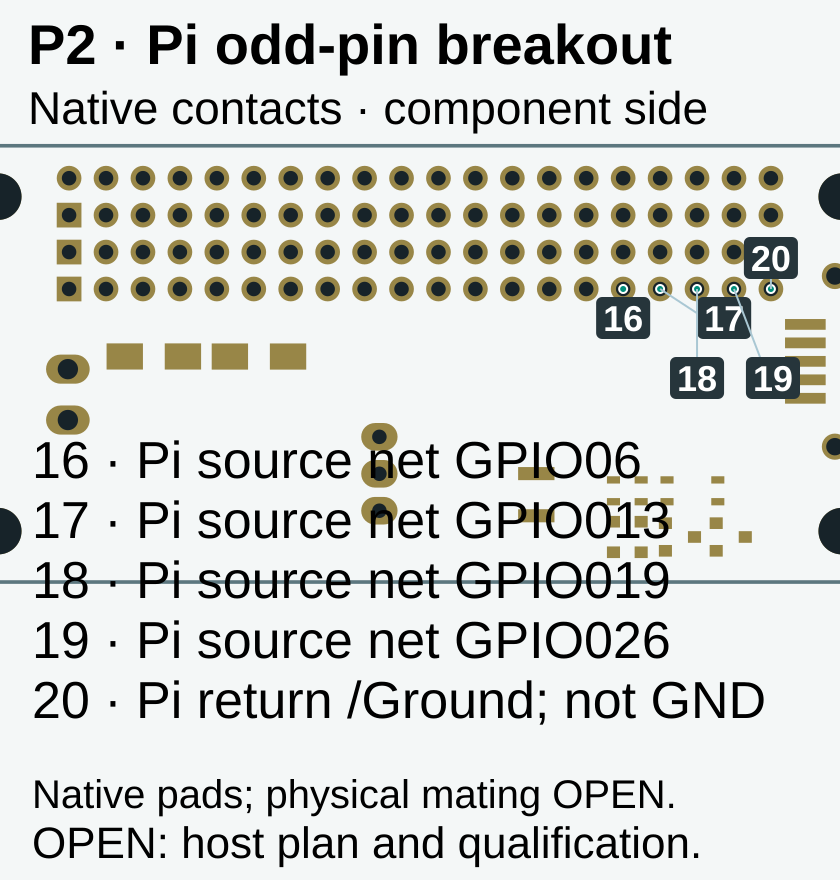 P2 · Pi odd-pin breakout
Native contacts · component side
20
16
17
18
19
16 · Pi source net GPIO06
17 · Pi source net GPIO013
18 · Pi source net GPIO019
19 · Pi source net GPIO026
20 · Pi return /Ground; not GND
Native pads; physical mating OPEN.
OPEN: host plan and qualification.